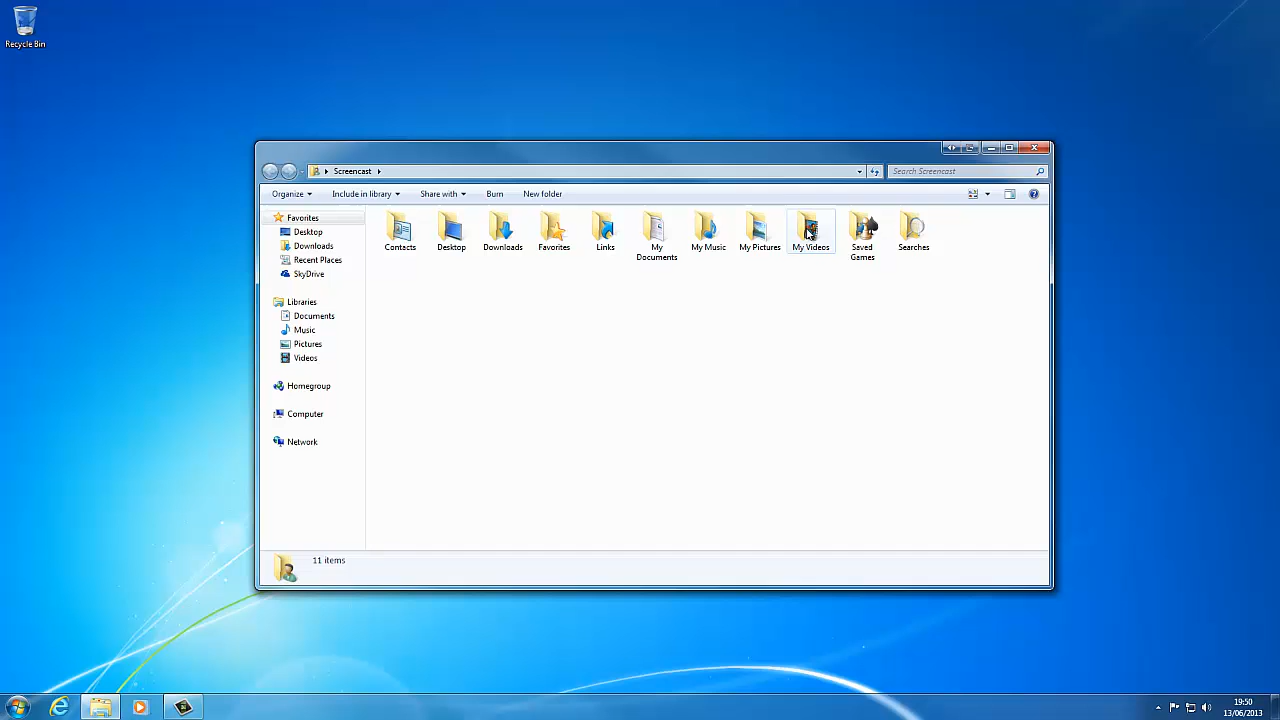 Recycle Bin
Screencast
Search Screencast
Organize Include in library Share with Burn New folder
Favorites
Desktop
Downloads
Recent Places
SkyDrive
Libraries
Documents
Music
Pictures
Videos
Homegroup
Computer
Network
Contacts Desktop Downloads Favorites Links My Documents My Music My Pictures My Videos Saved Games Searches
11 items
19:50
13/06/2013